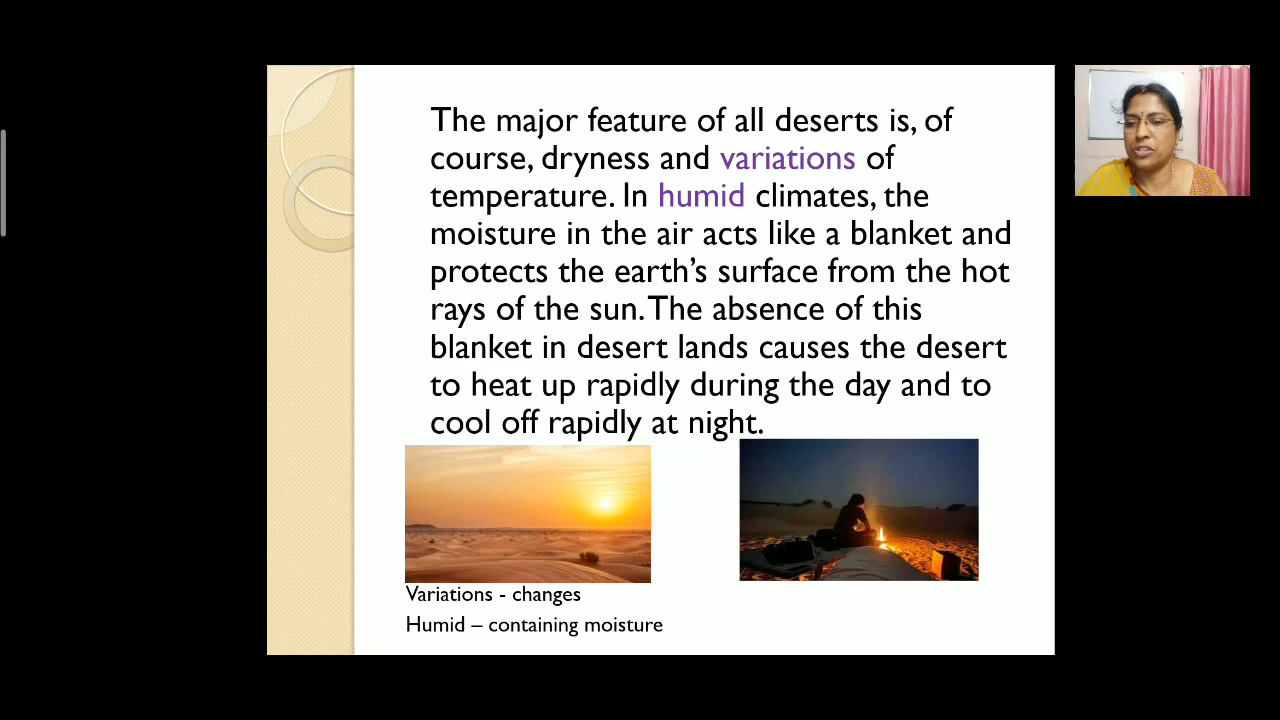 The major feature of all deserts is, of
course, dryness and variations of
temperature. In humid climates, the
moisture in the air acts like a blanket and
protects the earth’s surface from the hot
rays of the sun. The absence of this
blanket in desert lands causes the desert
to heat up rapidly during the day and to
cool off rapidly at night.
Variations - changes
Humid – containing moisture